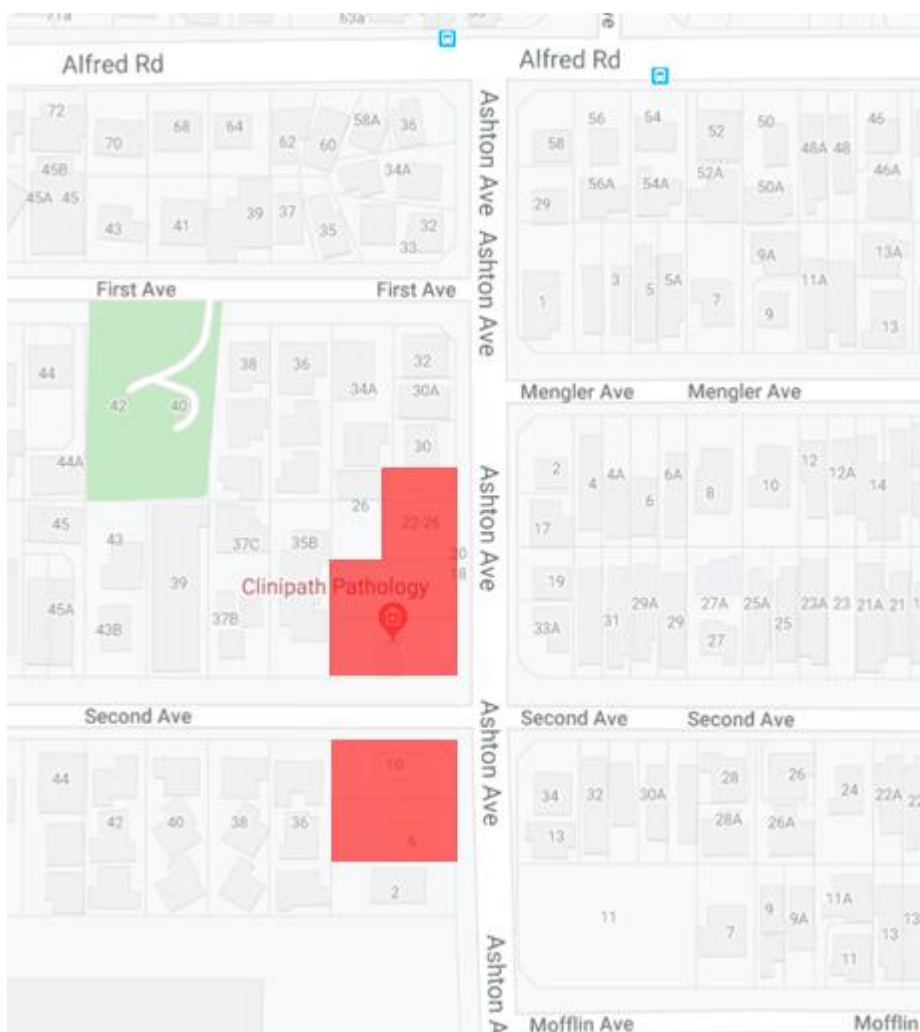 63a
Alfred Rd
Alfred Rd
72
70
68
64
62
60
58A
36
34A
45B
45A
45
43
41
39
37
35
32
33
Ashton Ave
Ashton Ave
58
56
54
52
50
48A
48
46
29
56A
54A
52A
50A
46A
1
3
5
5A
7
9A
9
11A
13A
13
First Ave
First Ave
Mengler Ave
Mengler Ave
44
42
40
38
36
34A
32
30A
30
44A
26
22-26
20
18
45
43
39
37C
35B
Clinipath Pathology
45A
43B
37B
Ashton Ave
2
4
4A
6
6A
8
10
12
12A
14
17
19
33A
31
29A
29
27A
27
25A
25
23A
23
21A
21
Second Ave
Second Ave
Second Ave
Ashton Ave
44
42
40
38
36
10
6
2
34
32
30A
28
26
24
22A
13
28A
26A
11
7
9
9A
11A
11
13
Ashton A
Mofflin Ave
Mofflin